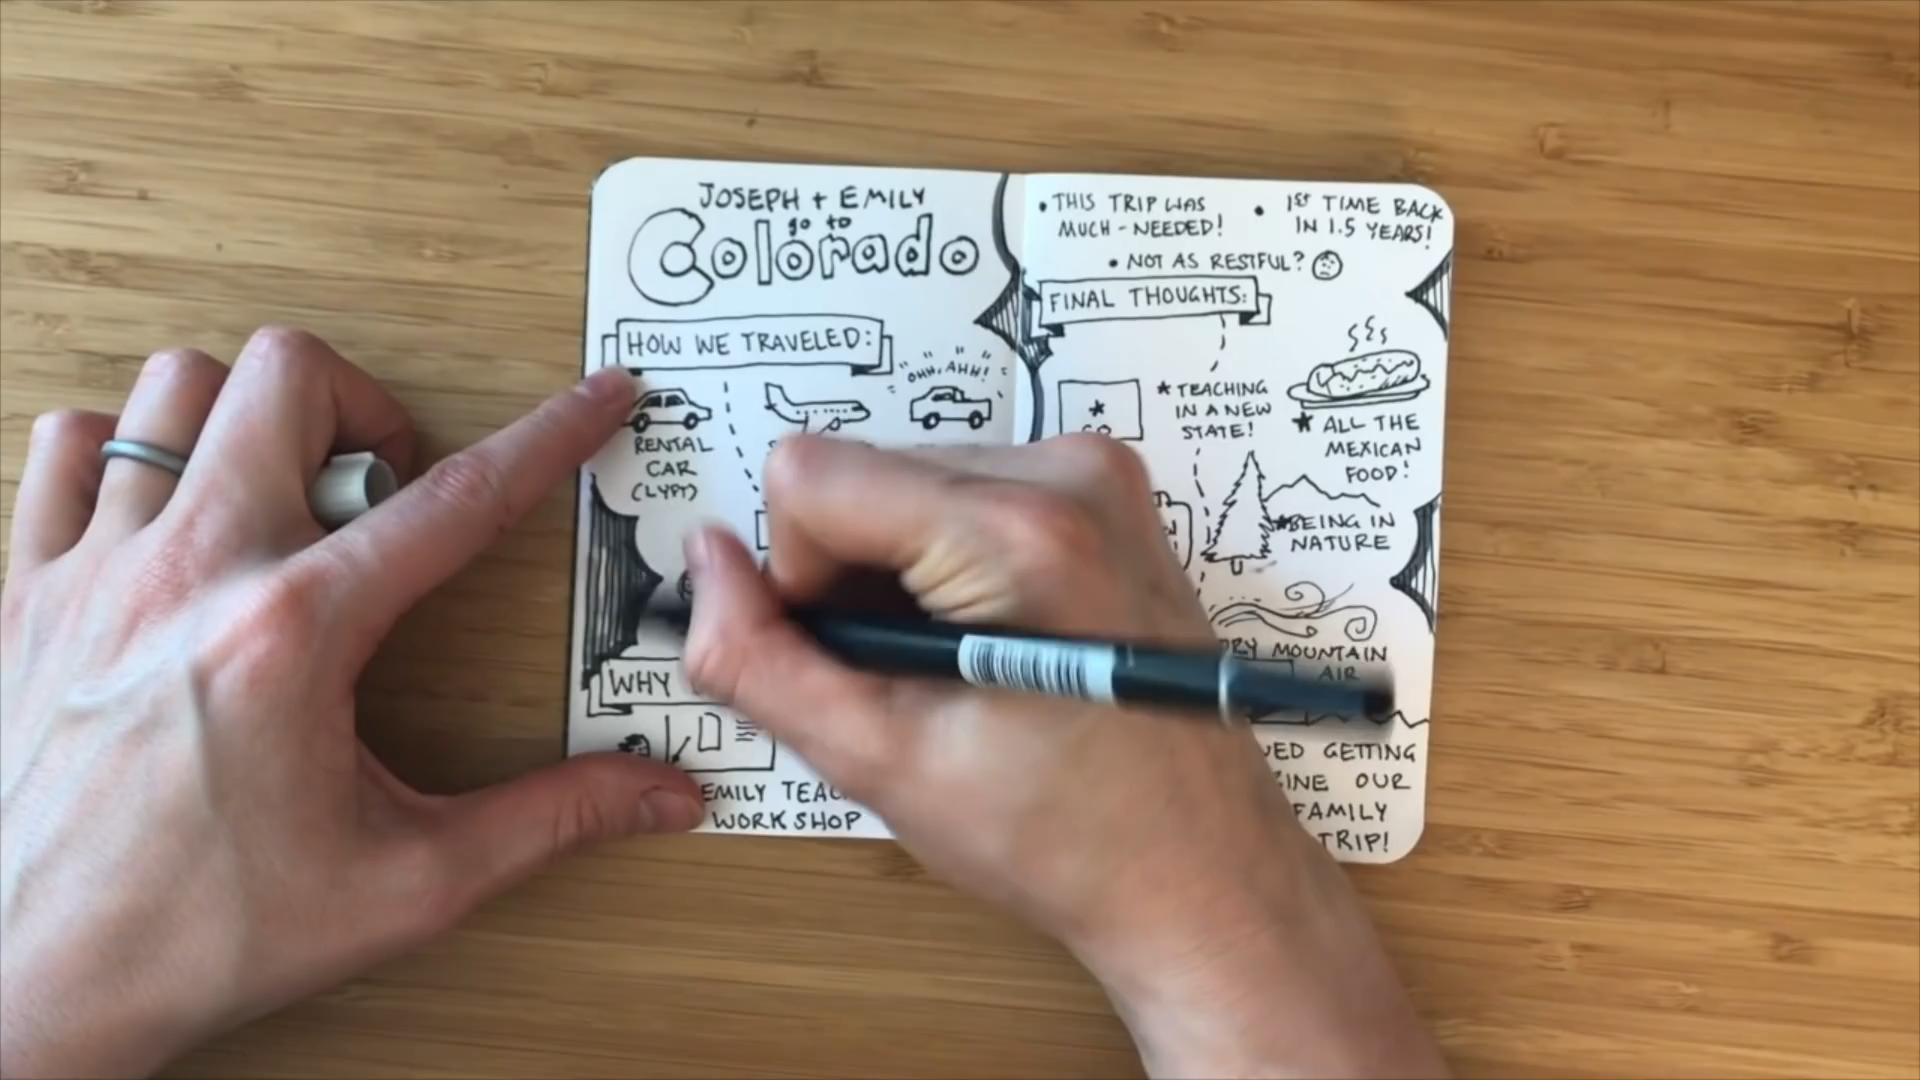 JOSEPH + EMILY
go to
Colorado
HOW WE TRAVELED:
"OHH, AHH!"
RENTAL
CAR
(LYFT)
WHY
EMILY
WORKSHOP
• THIS TRIP WAS
MUCH-NEEDED!
• 1ST TIME BACK
IN 1.5 YEARS!
• NOT AS RESTFUL?
FINAL THOUGHTS:
* TEACHING
IN A NEW
STATE!
* ALL THE
MEXICAN
FOOD!
* BEING IN
NATURE
DRY MOUNTAIN
AIR
GETTING
OUR
FAMILY
TRIP!